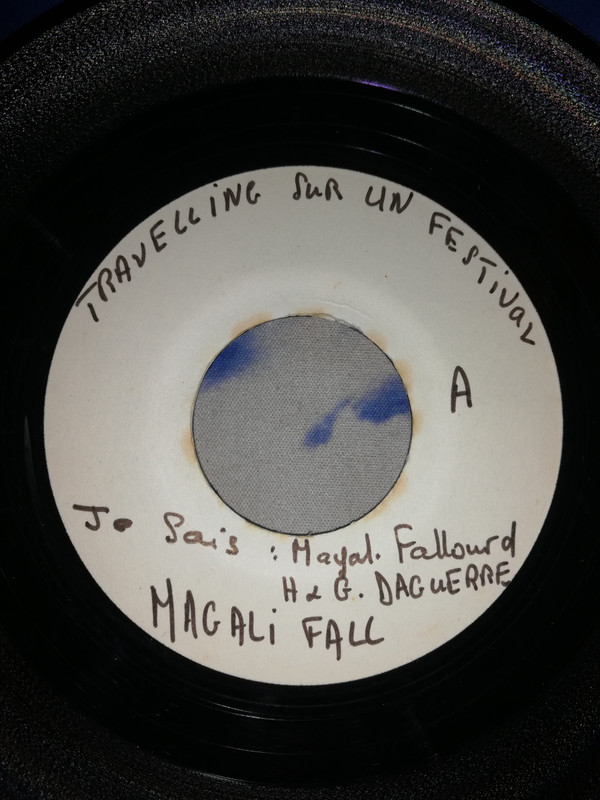 TRAVELLING SUR UN FESTIVAL
A
Je Sais : Magal. Fallourd
H & G. DAGUERRE
MAGALI FALL